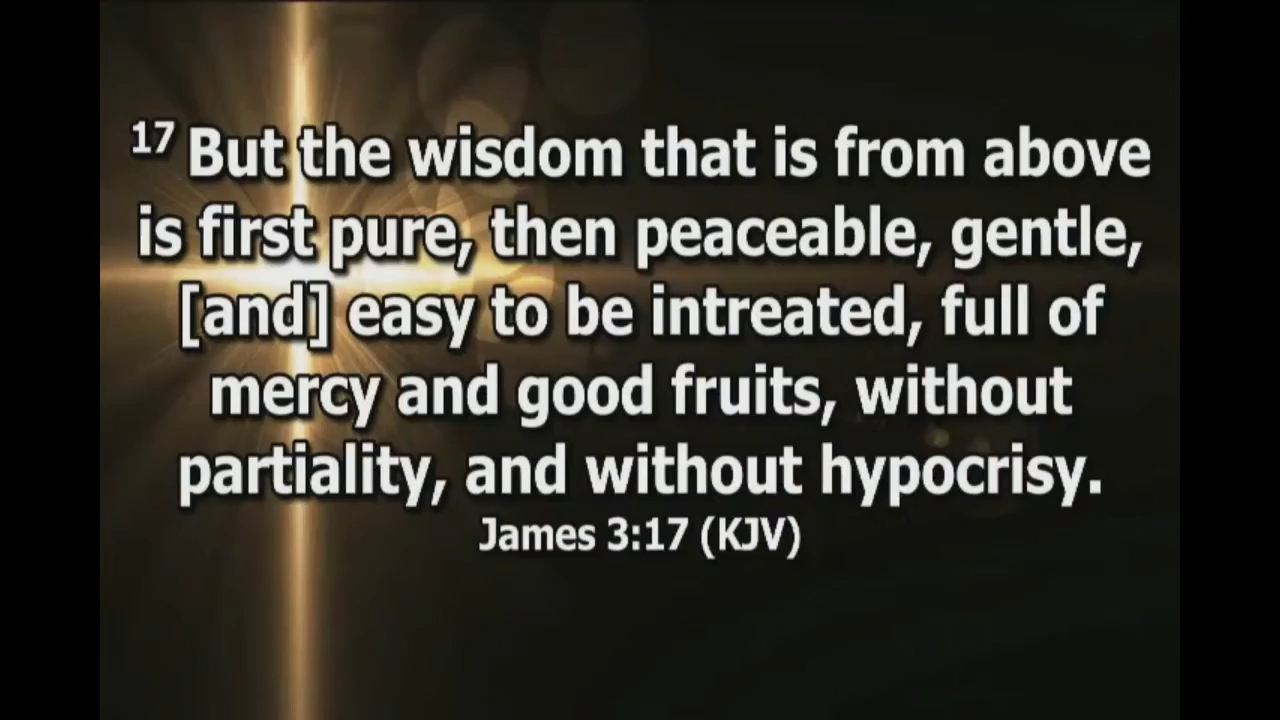 17 But the wisdom that is from above
is first pure, then peaceable, gentle,
[and] easy to be intreated, full of
mercy and good fruits, without
partiality, and without hypocrisy.
James 3:17 (KJV)